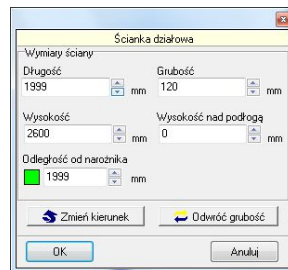 Ścianka działowa
Wymiary ściany
Długość Grubość
1999 mm 120 mm
Wysokość Wysokość nad podłogą
2600 mm 0 mm
Odległość od narożnika
1999 mm
Zmień kierunek Odwróć grubość
OK Anuluj